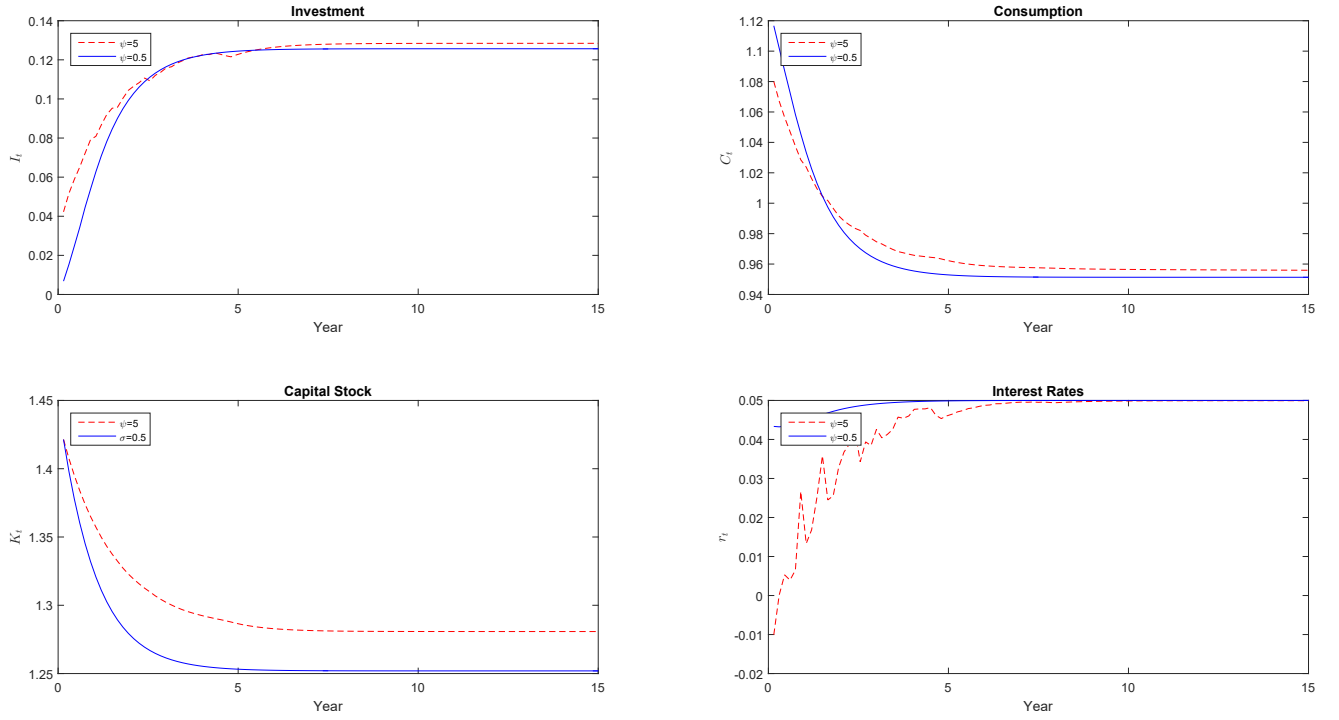 Investment
0.14
0.12
0.1
0.08
0.06
0.04
0.02
0
I_t
ψ=5
ψ=0.5
0 5 10 15
Year
Consumption
1.12
1.1
1.08
1.06
1.04
1.02
1
0.98
0.96
0.94
C_t
ψ=5
ψ=0.5
0 5 10 15
Year
Capital Stock
1.45
1.4
1.35
1.3
1.25
K_t
ψ=5
σ=0.5
0 5 10 15
Year
Interest Rates
0.05
0.04
0.03
0.02
0.01
0
-0.01
-0.02
r_t
ψ=5
ψ=0.5
0 5 10 15
Year